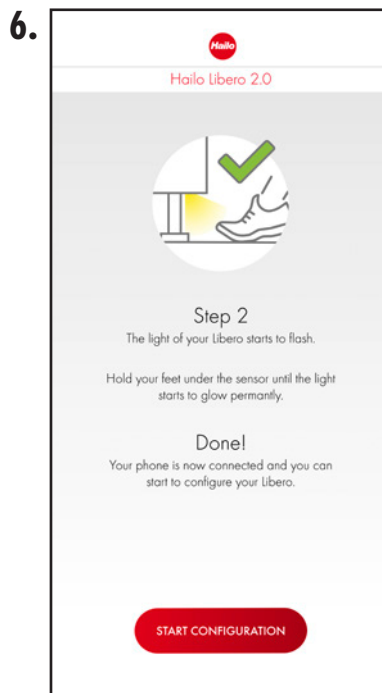 6.
Hailo
Hailo Libero 2.0
Step 2
The light of your Libero starts to flash.
Hold your feet under the sensor until the light
starts to glow permantly.
Done!
Your phone is now connected and you can
start to configure your Libero.
START CONFIGURATION